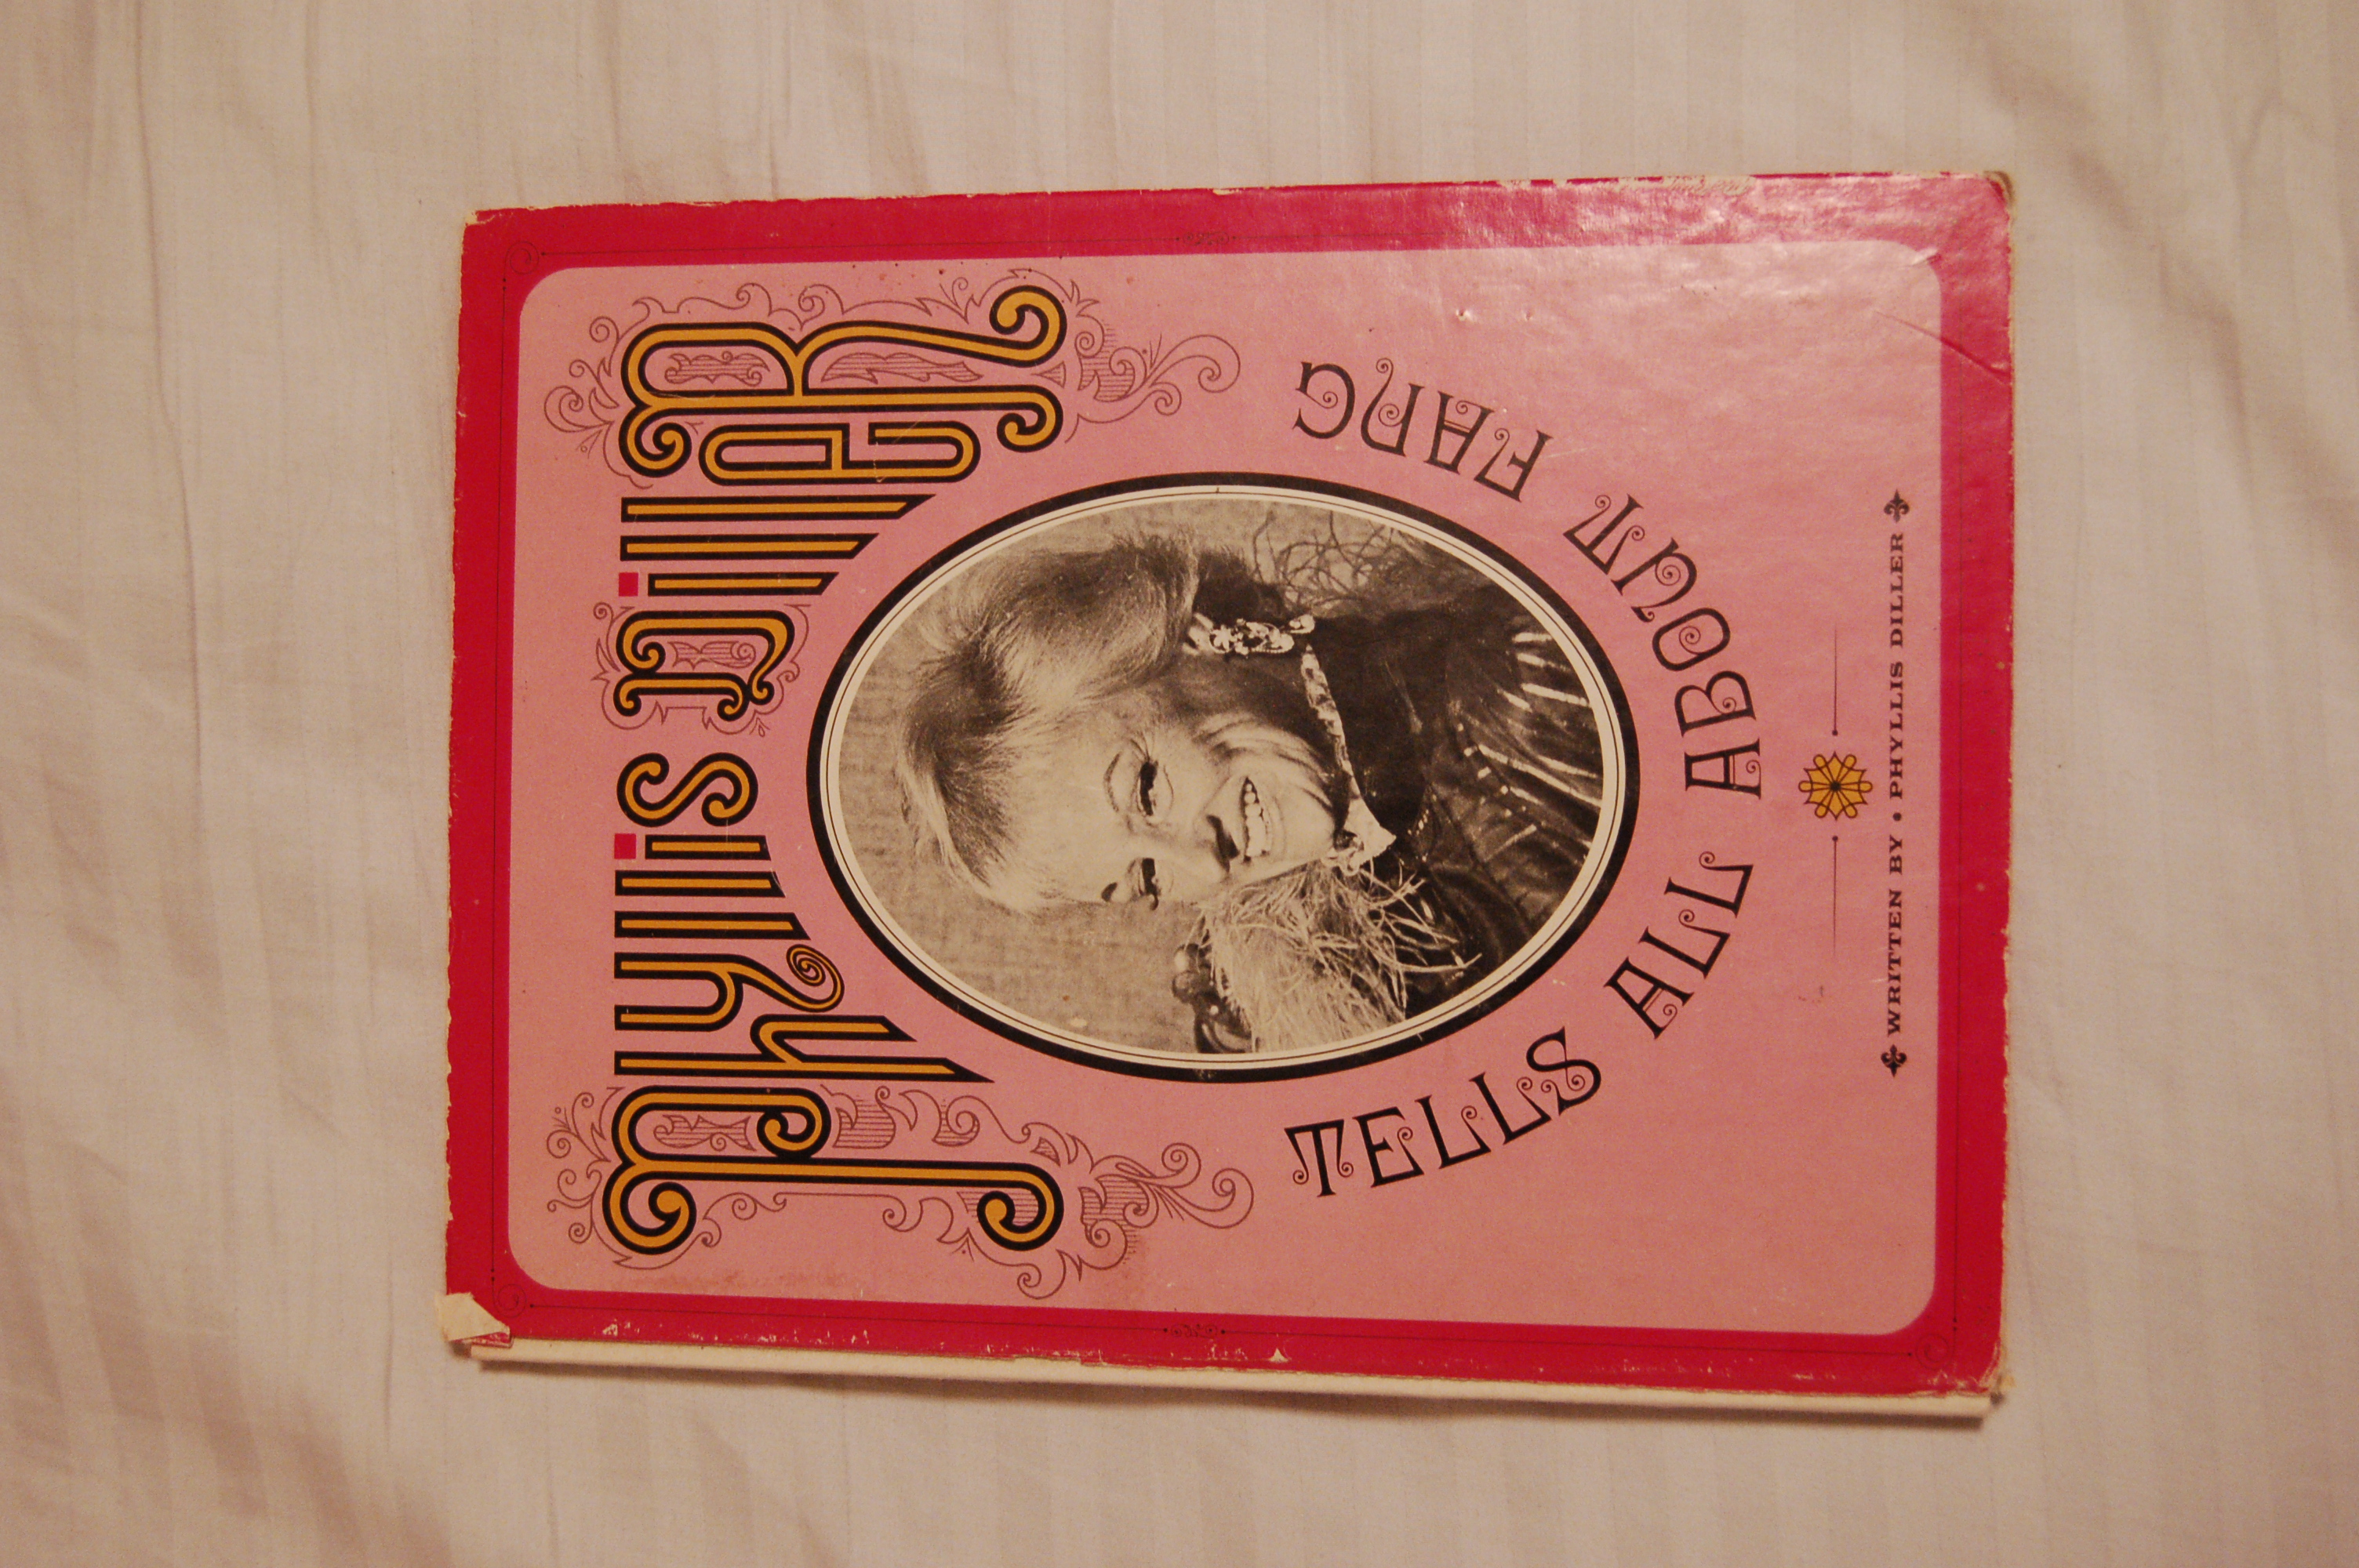 phyllis DilleR
TELLS ALL ABOUT FANG
WRITTEN BY • PHYLLIS DILLER